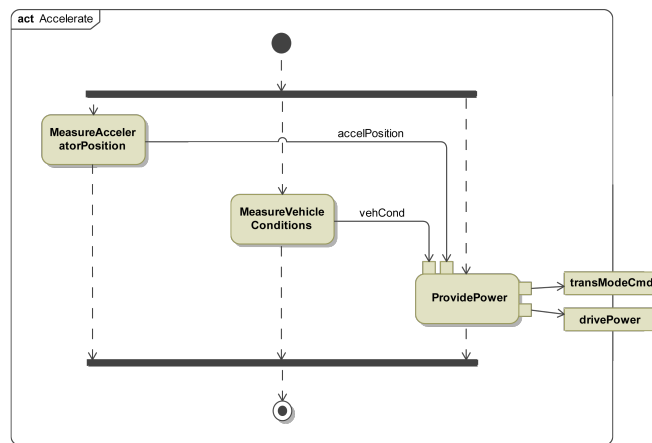 act Accelerate
MeasureAcceler
atorPosition
accelPosition
MeasureVehicle
Conditions
vehCond
transModeCmd
ProvidePower
drivePower